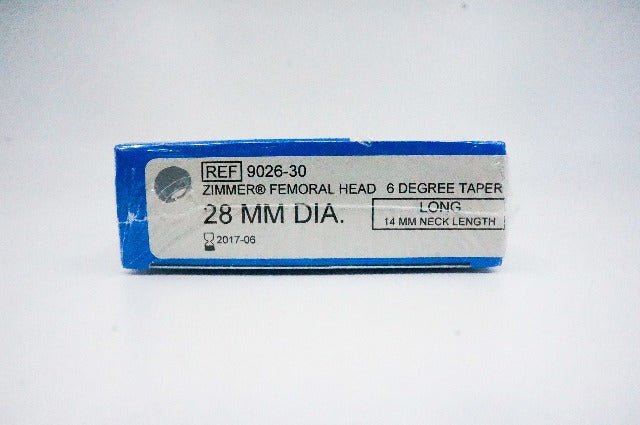 REF 9026-30
ZIMMER® FEMORAL HEAD 6 DEGREE TAPER
28 MM DIA.
LONG
14 MM NECK LENGTH
2017-06